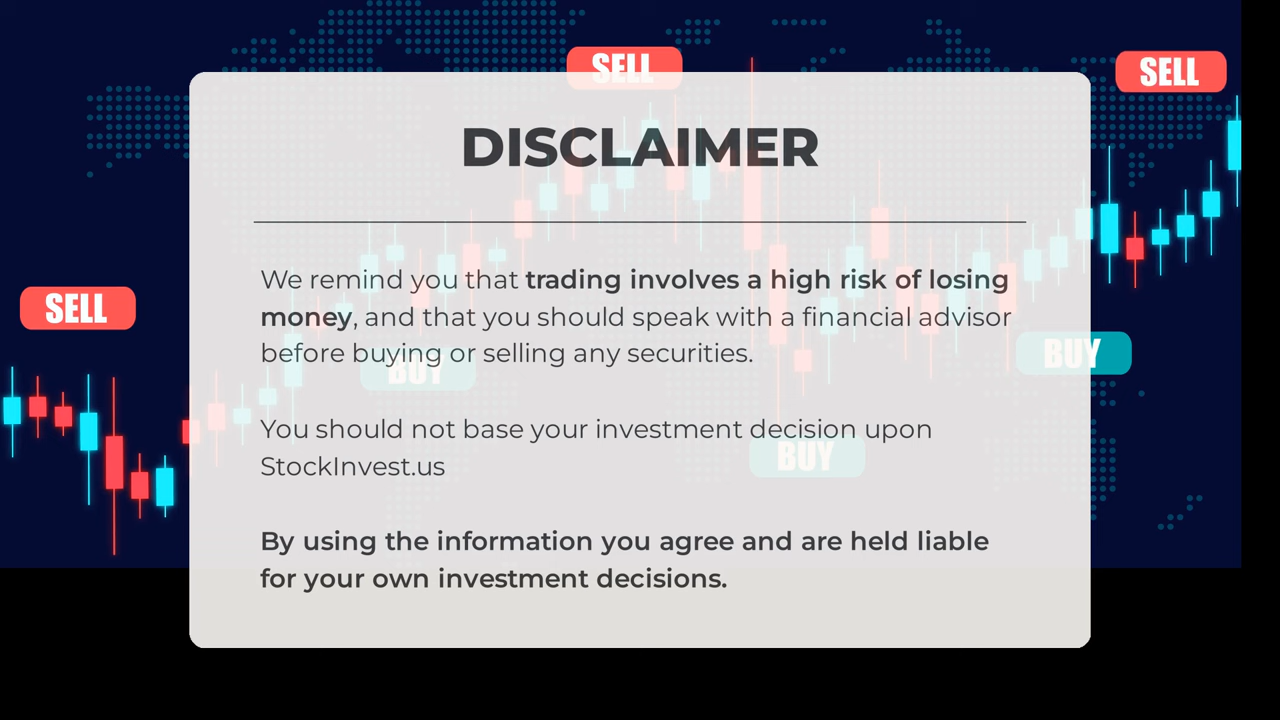 SELL
SELL
DISCLAIMER
We remind you that trading involves a high risk of losing
money, and that you should speak with a financial advisor
before buying or selling any securities.
SELL
BUY
BUY
You should not base your investment decision upon
StockInvest.us
BUY
By using the information you agree and are held liable
for your own investment decisions.